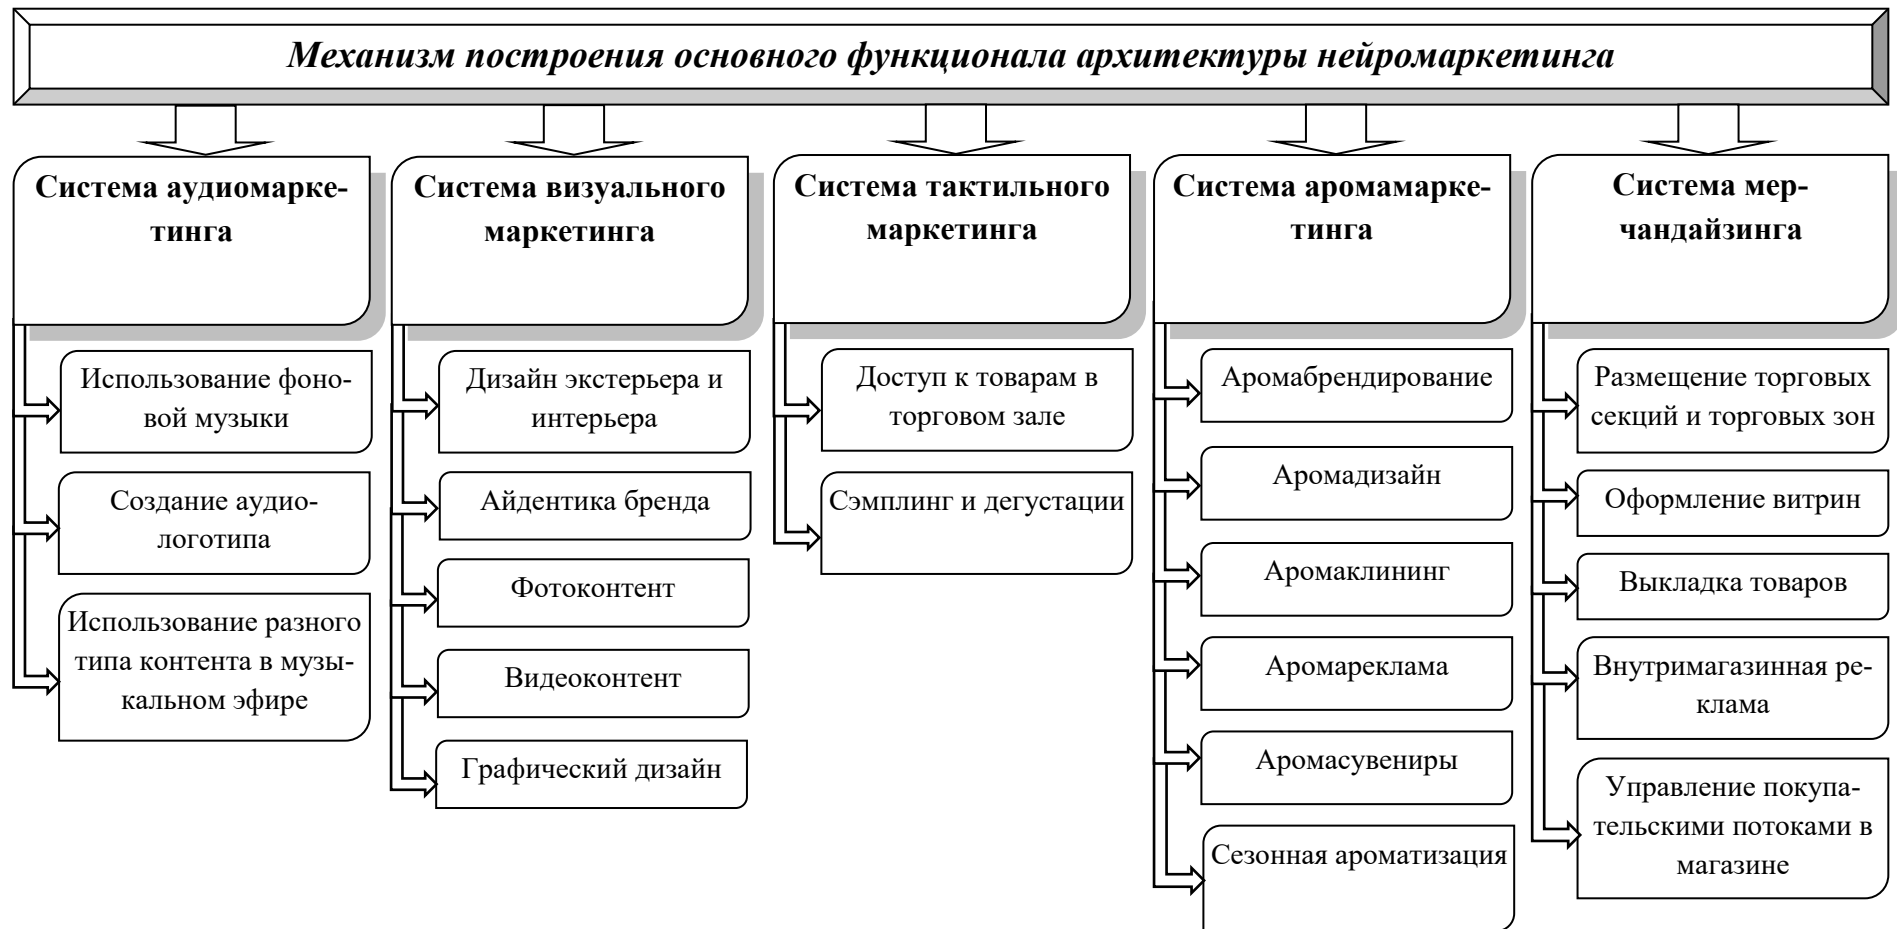 Механизм построения основного функционала архитектуры нейромаркетинга
Система аудиомарке-
тинга
Использование фоно-
вой музыки
Создание аудио-
логотипа
Использование разного
типа контента в музы-
кальном эфире
Система визуального
маркетинга
Дизайн экстерьера и
интерьера
Айдентика бренда
Фотоконтент
Видеоконтент
Графический дизайн
Система тактильного
маркетинга
Доступ к товарам в
торговом зале
Сэмплинг и дегустации
Система аромамарке-
тинга
Аромабрендирование
Аромадизайн
Аромаклининг
Аромареклама
Аромасувениры
Сезонная ароматизация
Система мер-
чандайзинга
Размещение торговых
секций и торговых зон
Оформление витрин
Выкладка товаров
Внутримагазинная ре-
клама
Управление покупа-
тельскими потоками в
магазине